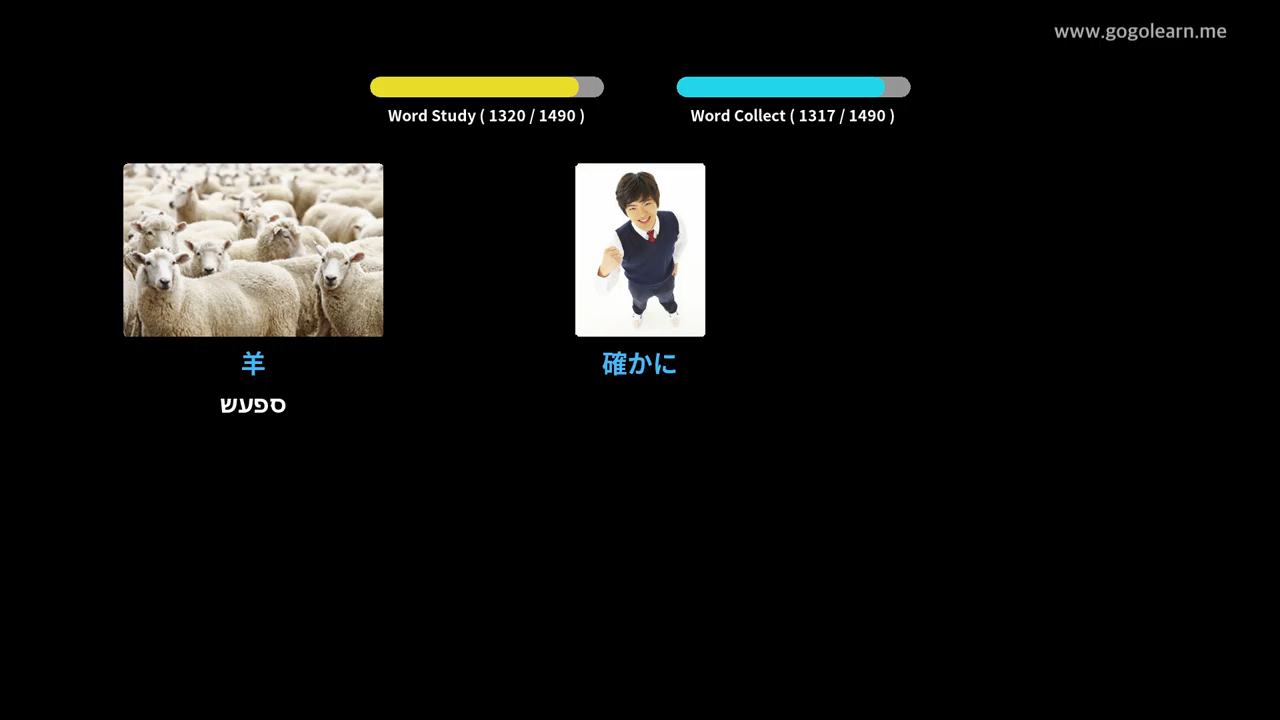 www.gogolearn.me
Word Study ( 1320 / 1490 )
Word Collect ( 1317 / 1490 )
羊
ספעש
確かに